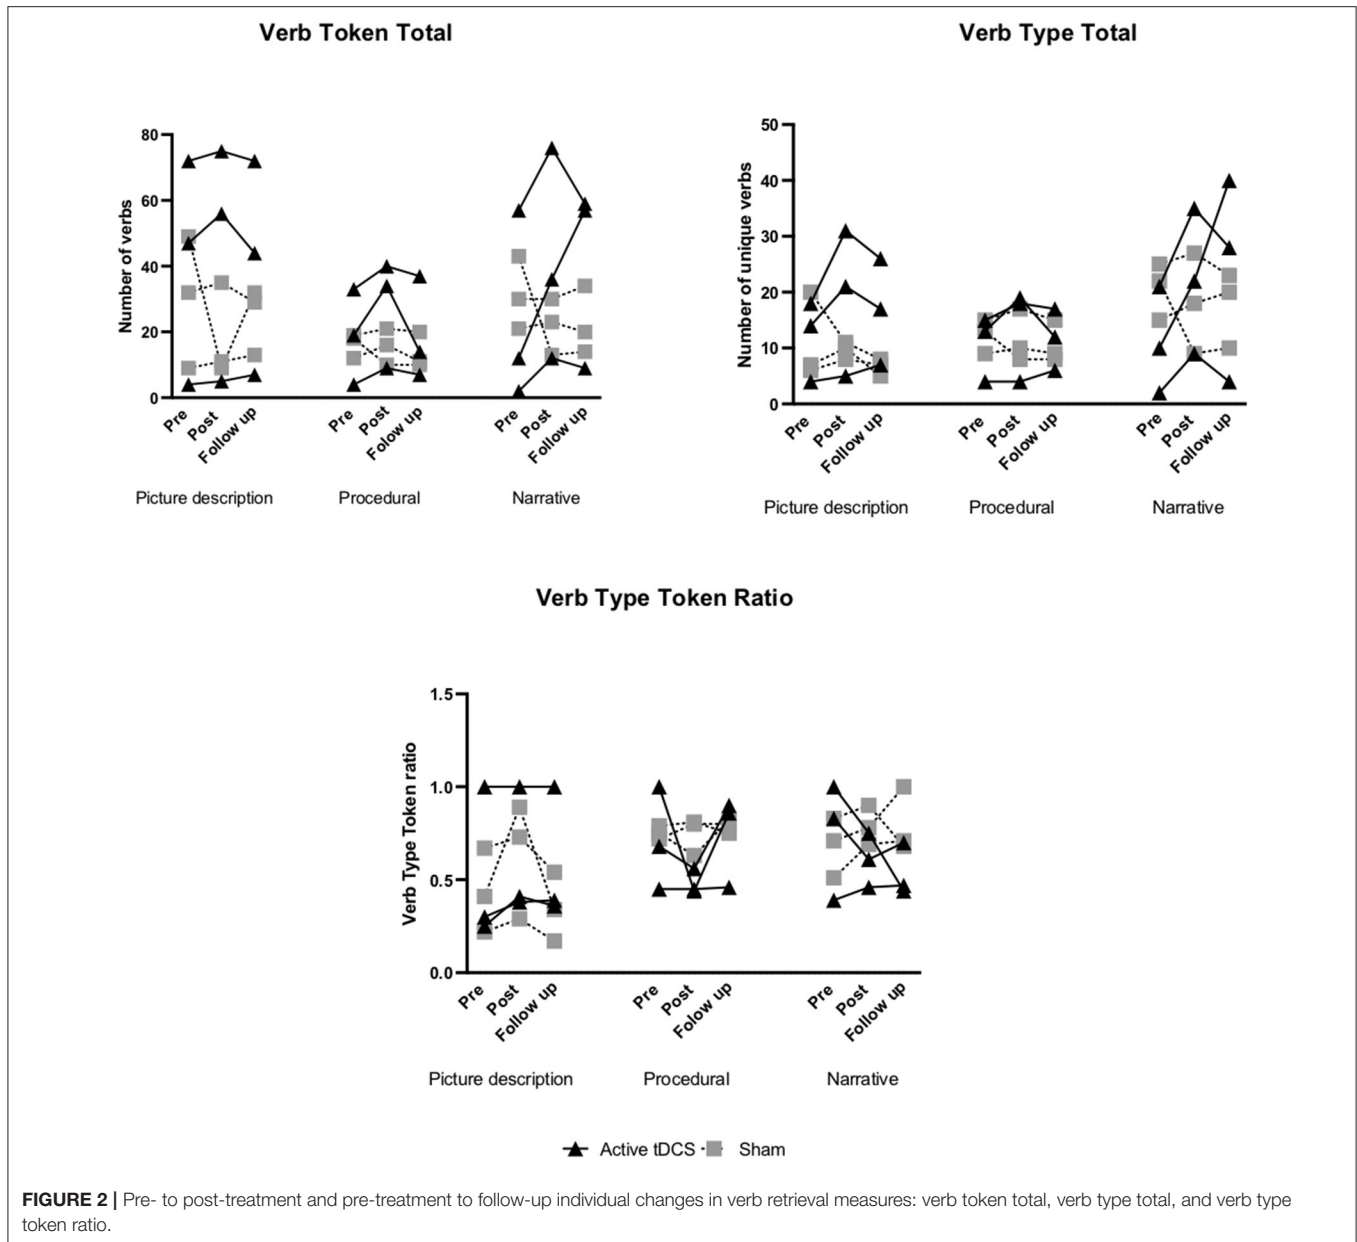 Verb Token Total
Verb Type Total
Number of verbs
80
60
40
20
0
Pre
Post
Follow up
Pre
Post
Folow up
Pre
Post
Follow up
Picture description
Procedural
Narrative
Number of unique verbs
50
40
30
20
10
0
Pre
Post
Follow up
Pre
Post
Follow up
Pre
Post
Follow up
Picture description
Procedural
Narrative
Verb Type Token Ratio
Verb Type Token ratio
1.5
1.0
0.5
0.0
Pre
Post
Follow up
Pre
Post
Folow up
Pre
Post
Follow up
Picture description
Procedural
Narrative
Active tDCS
Sham
FIGURE 2 | Pre- to post-treatment and pre-treatment to follow-up individual changes in verb retrieval measures: verb token total, verb type total, and verb type
token ratio.